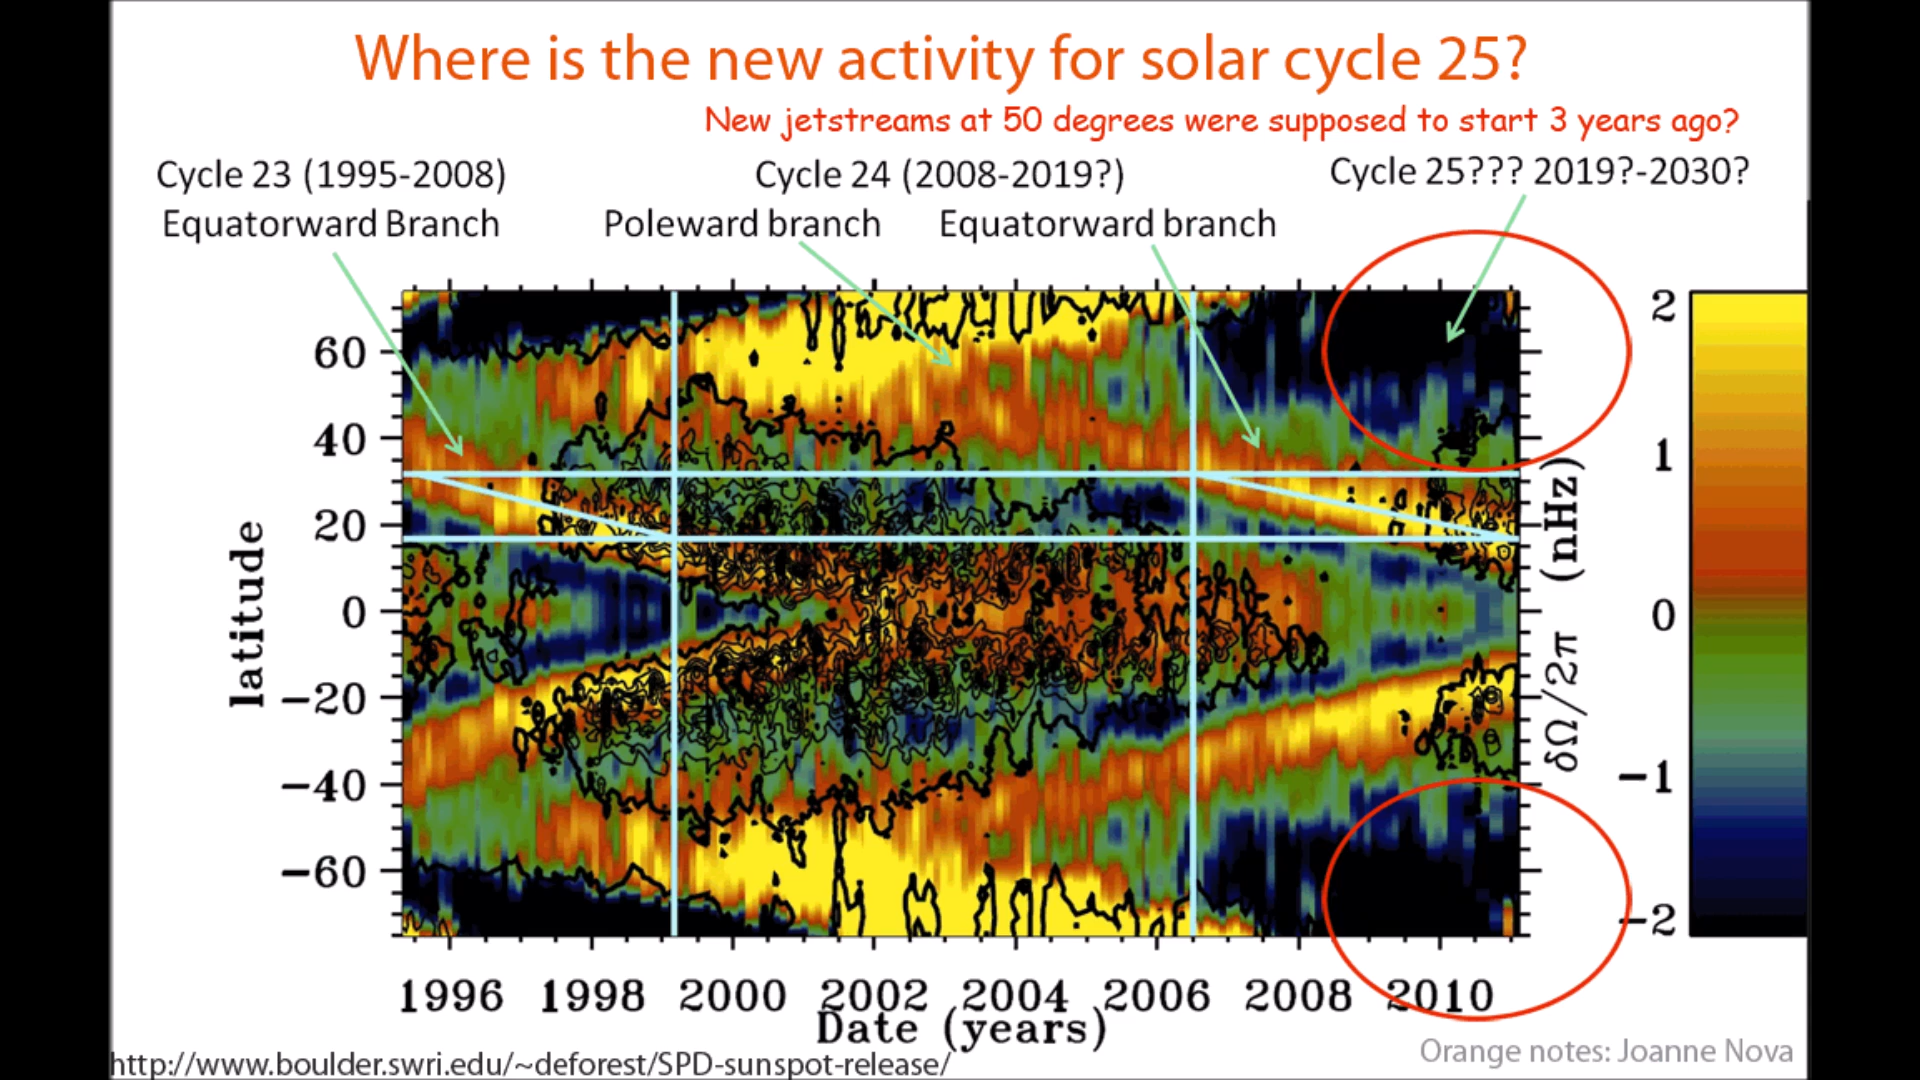 Where is the new activity for solar cycle 25?
New jetstreams at 50 degrees were supposed to start 3 years ago?
Cycle 23 (1995-2008)
Equatorward Branch
Cycle 24 (2008-2019?)
Poleward branch
Equatorward branch
Cycle 25??? 2019?-2030?
latitude
60
40
20
0
−20
−40
−60
1996 1998 2000 2002 2004 2006 2008 2010
Date (years)
δΩ/2π (nHz)
2
1
0
−1
−2
http://www.boulder.swri.edu/~deforest/SPD-sunspot-release/
Orange notes: Joanne Nova